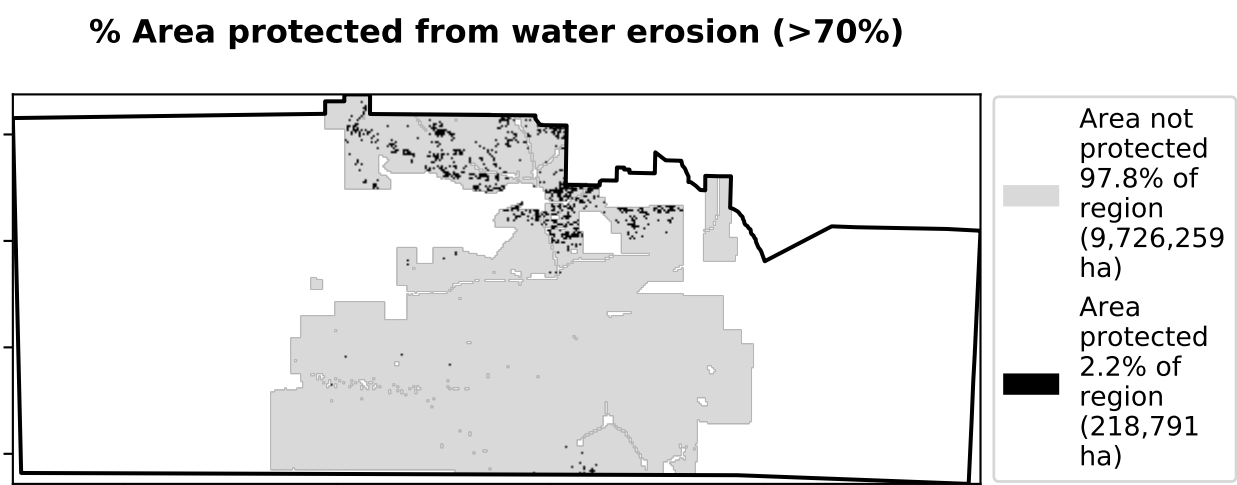 % Area protected from water erosion (>70%)
Area not
protected
97.8% of
region
(9,726,259
ha)
Area
protected
2.2% of
region
(218,791
ha)